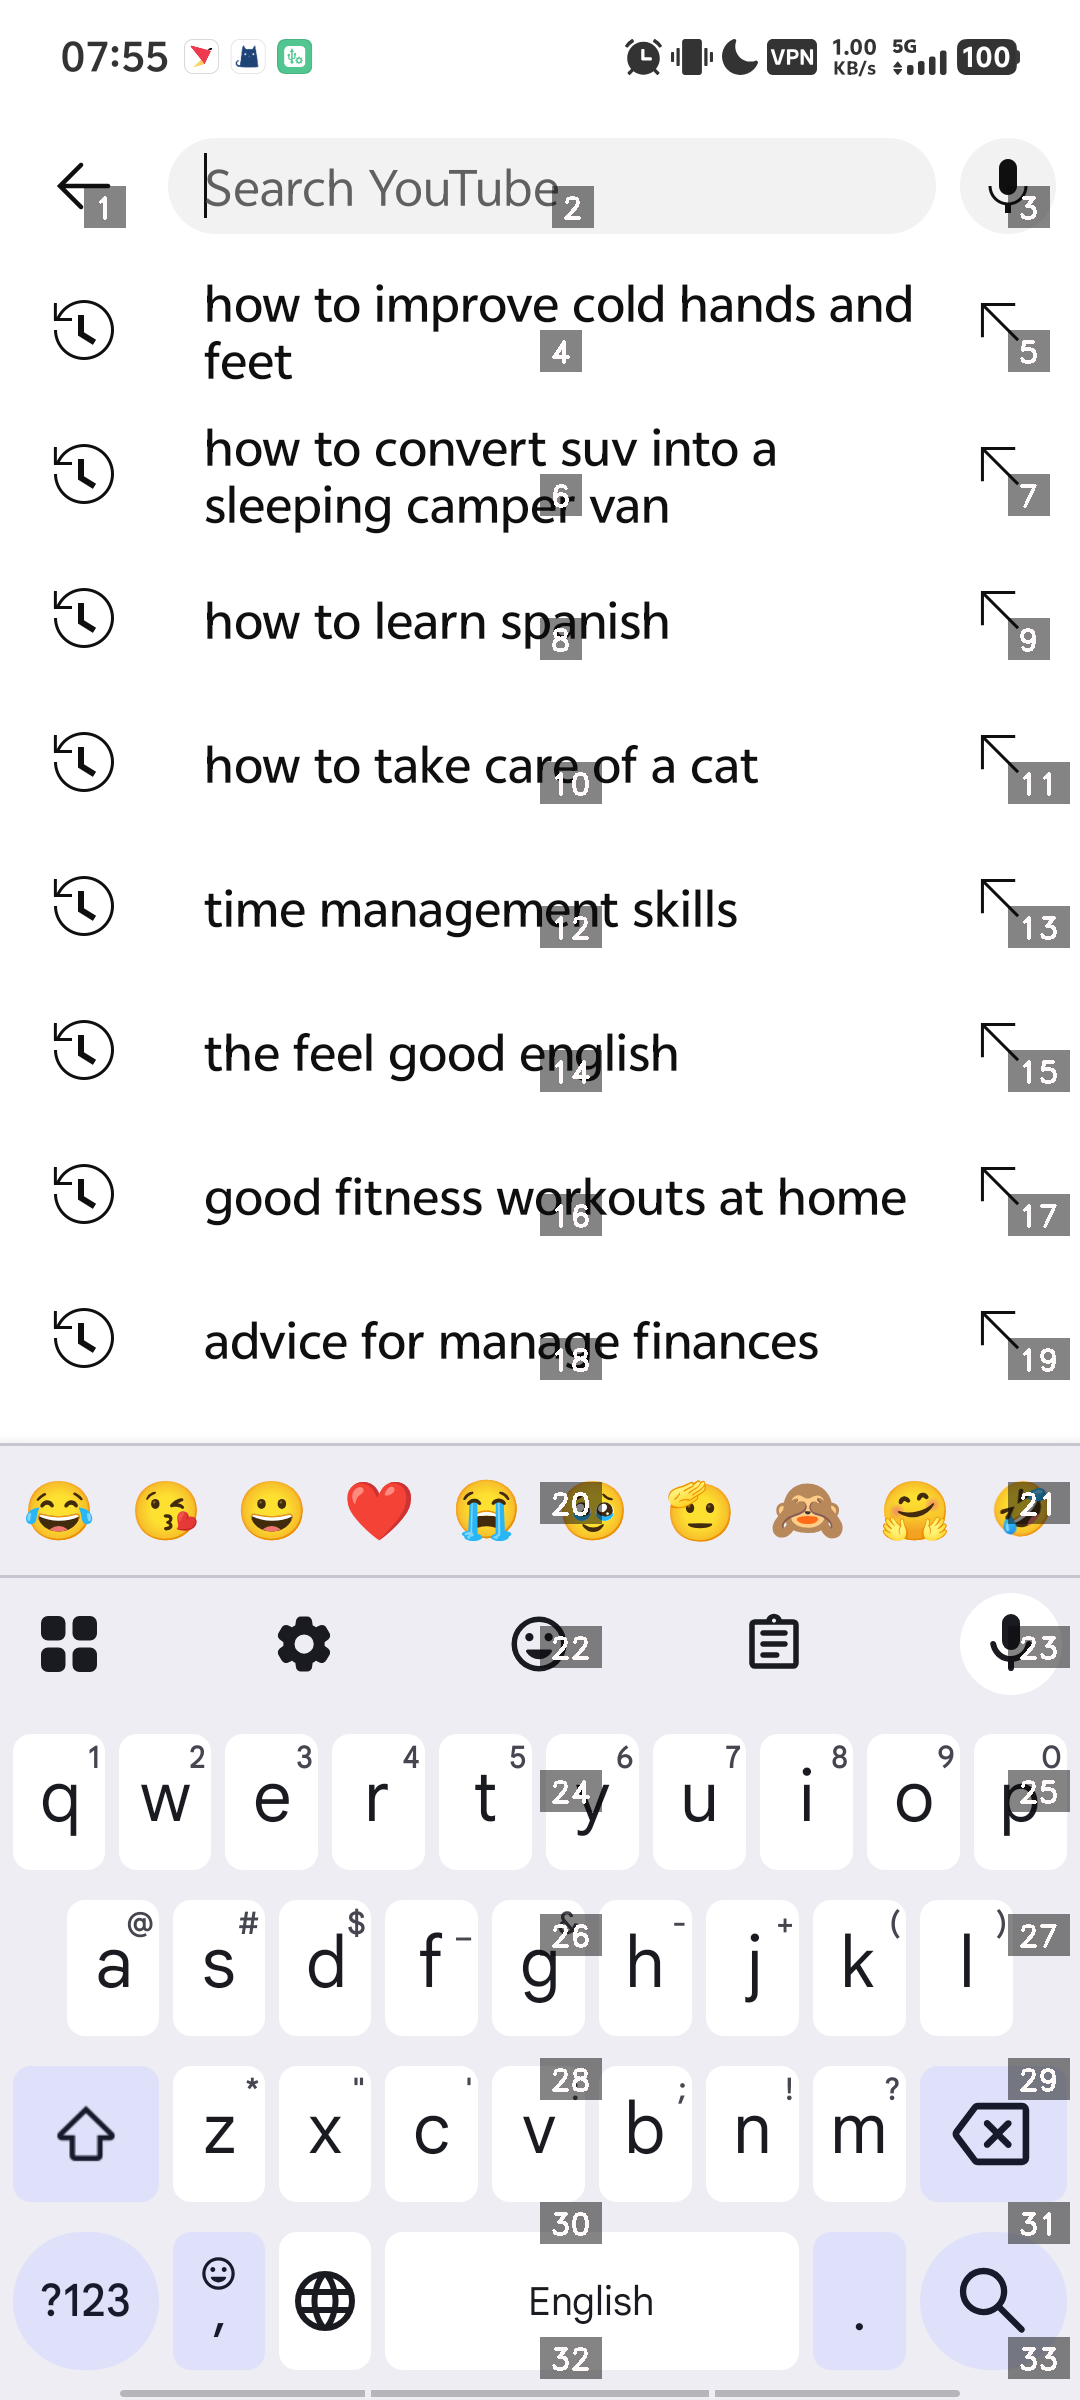 07:55
VPN
1.00 KB/s
5G
100
1
Search YouTube
2
3
how to improve cold hands and
feet
4
5
how to convert suv into a
sleeping camper van
6
7
how to learn spanish
8
9
how to take care of a cat
10
11
time management skills
12
13
the feel good english
14
15
good fitness workouts at home
16
17
advice for manage finances
18
19
20
21
22
23
1 2 3 4 5 6 7 8 9 0
q w e r t y u i o p
24
25
@ # $ _ & - + ( )
a s d f g h j k l
26
27
* " ' : ; ! ?
z x c v b n m
28
29
30
31
?123 , English .
32
33